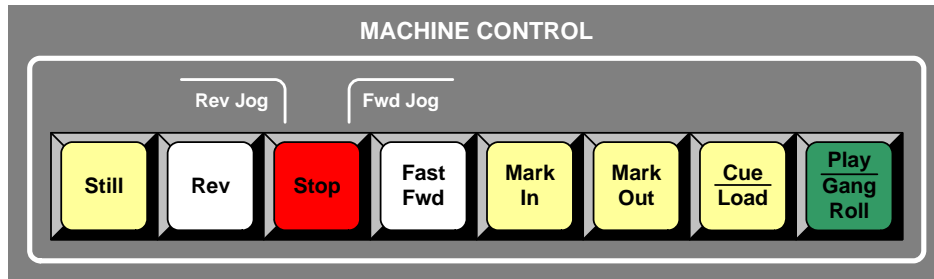 MACHINE CONTROL
Rev Jog
Fwd Jog
Still
Rev
Stop
Fast
Fwd
Mark
In
Mark
Out
Cue
Load
Play
Gang
Roll